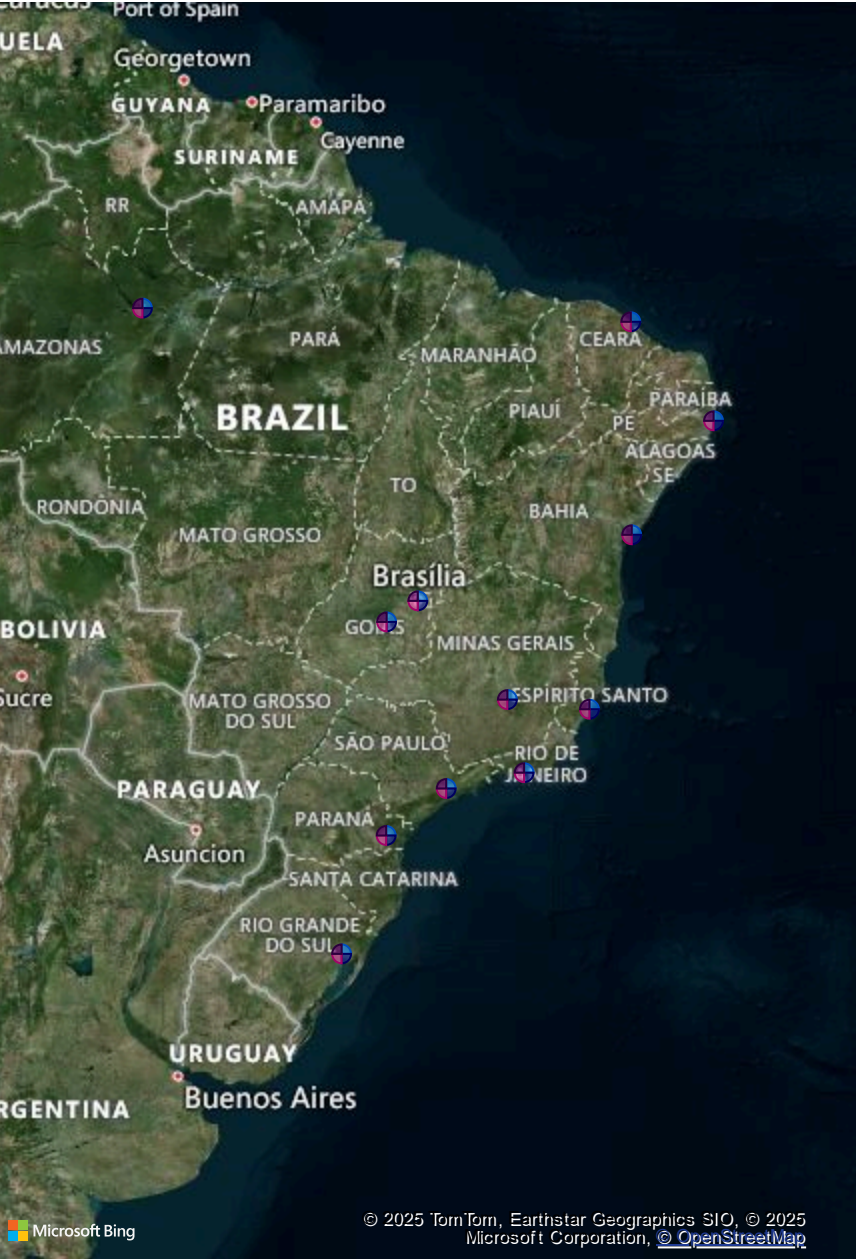 Port of Spain
UELA
Georgetown
GUYANA
Paramaribo
Cayenne
SURINAME
RR
AMAPÁ
AMAZONAS
PARÁ
CEARÁ
MARANHÃO
BRAZIL
PIAUÍ
PARAÍBA
PE
ALAGOAS
SE
TO
RONDÔNIA
MATO GROSSO
BAHIA
Brasília
BOLIVIA
GOIÁS
MINAS GERAIS
Sucre
MATO GROSSO
DO SUL
ESPÍRITO SANTO
SÃO PAULO
RIO DE
JANEIRO
PARAGUAY
PARANÁ
Asuncion
SANTA CATARINA
RIO GRANDE
DO SUL
URUGUAY
Buenos Aires
RGENTINA
© 2025 TomTom, Earthstar Geographics SIO, © 2025
Microsoft Corporation, © OpenStreetMap
Microsoft Bing